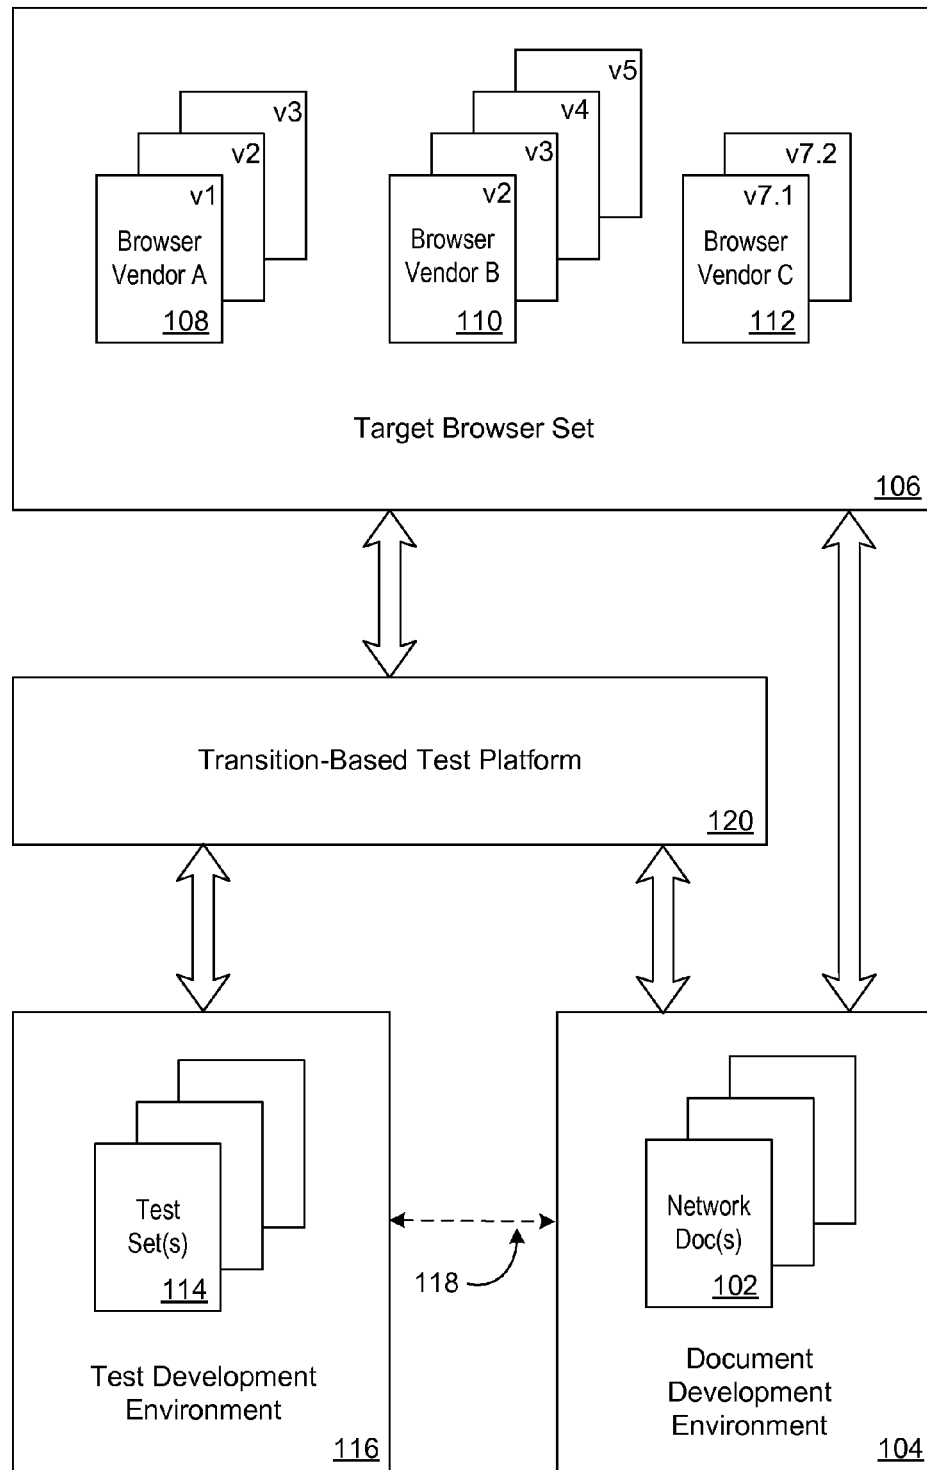 v3
v2
v1
Browser
Vendor A
108
v5
v4
v3
v2
Browser
Vendor B
110
v7.2
v7.1
Browser
Vendor C
112
Target Browser Set
106
Transition-Based Test Platform
120
Test
Set(s)
114
Test Development
Environment
116
118
Network
Doc(s)
102
Document
Development
Environment
104